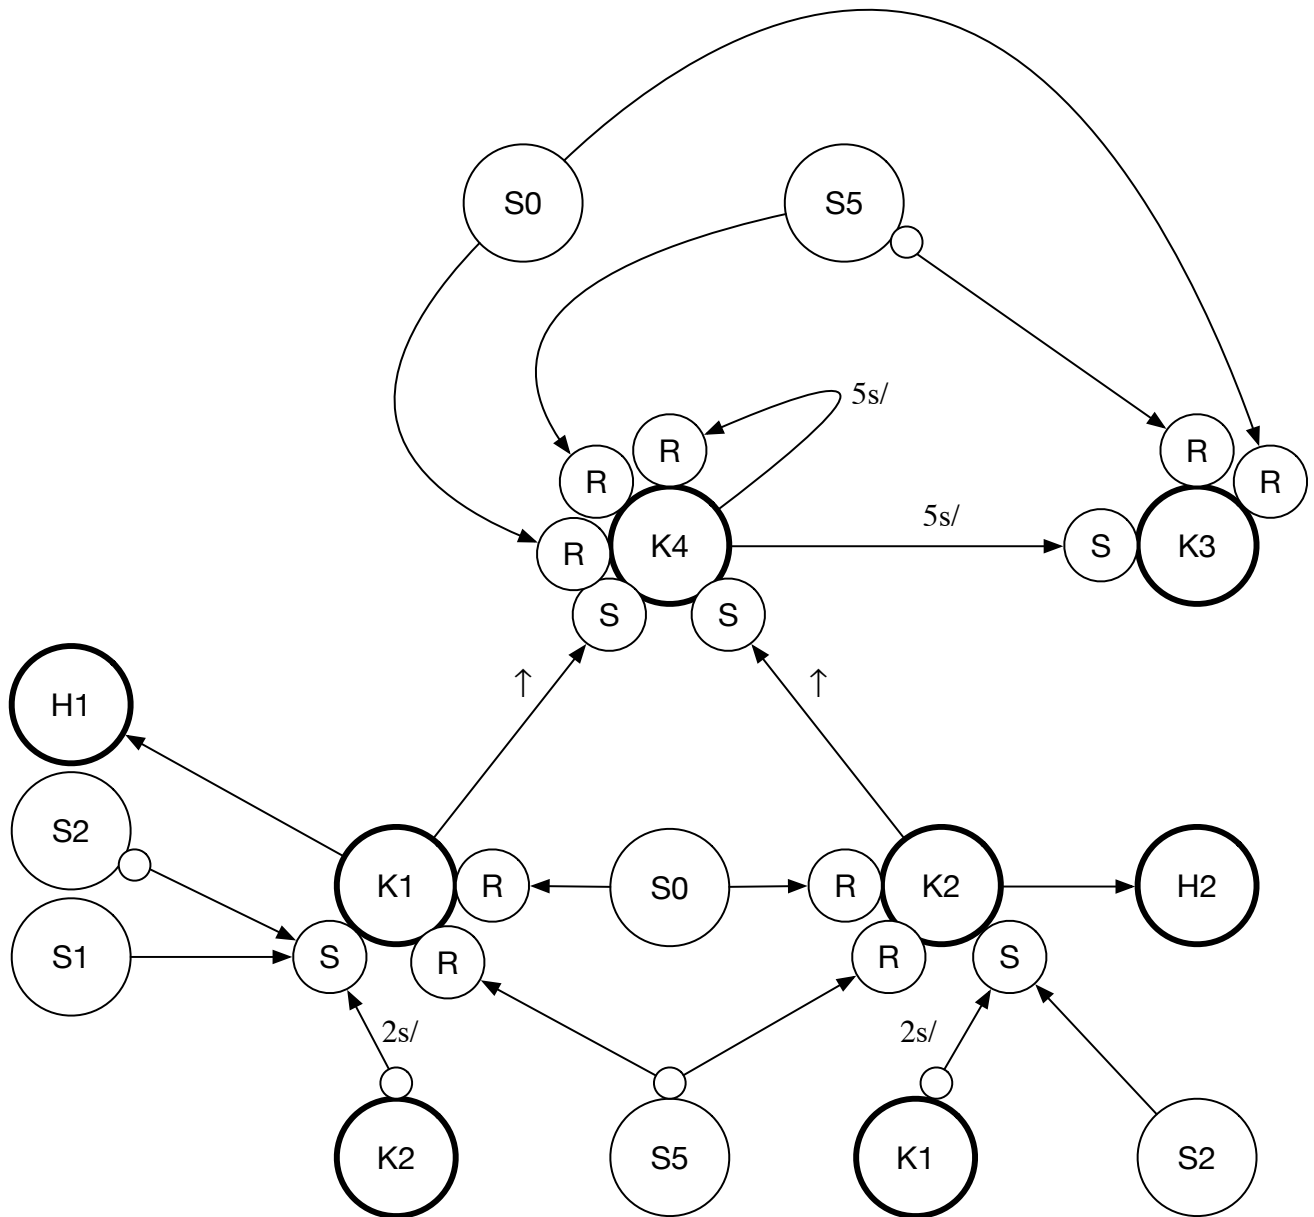 S0 S5
5s/
R R
R R
5s/
R K4 S K3
S S
↑ ↑
H1
S2
K1 R S0 R K2 H2
S1 S R R S
2s/ 2s/
K2 S5 K1 S2